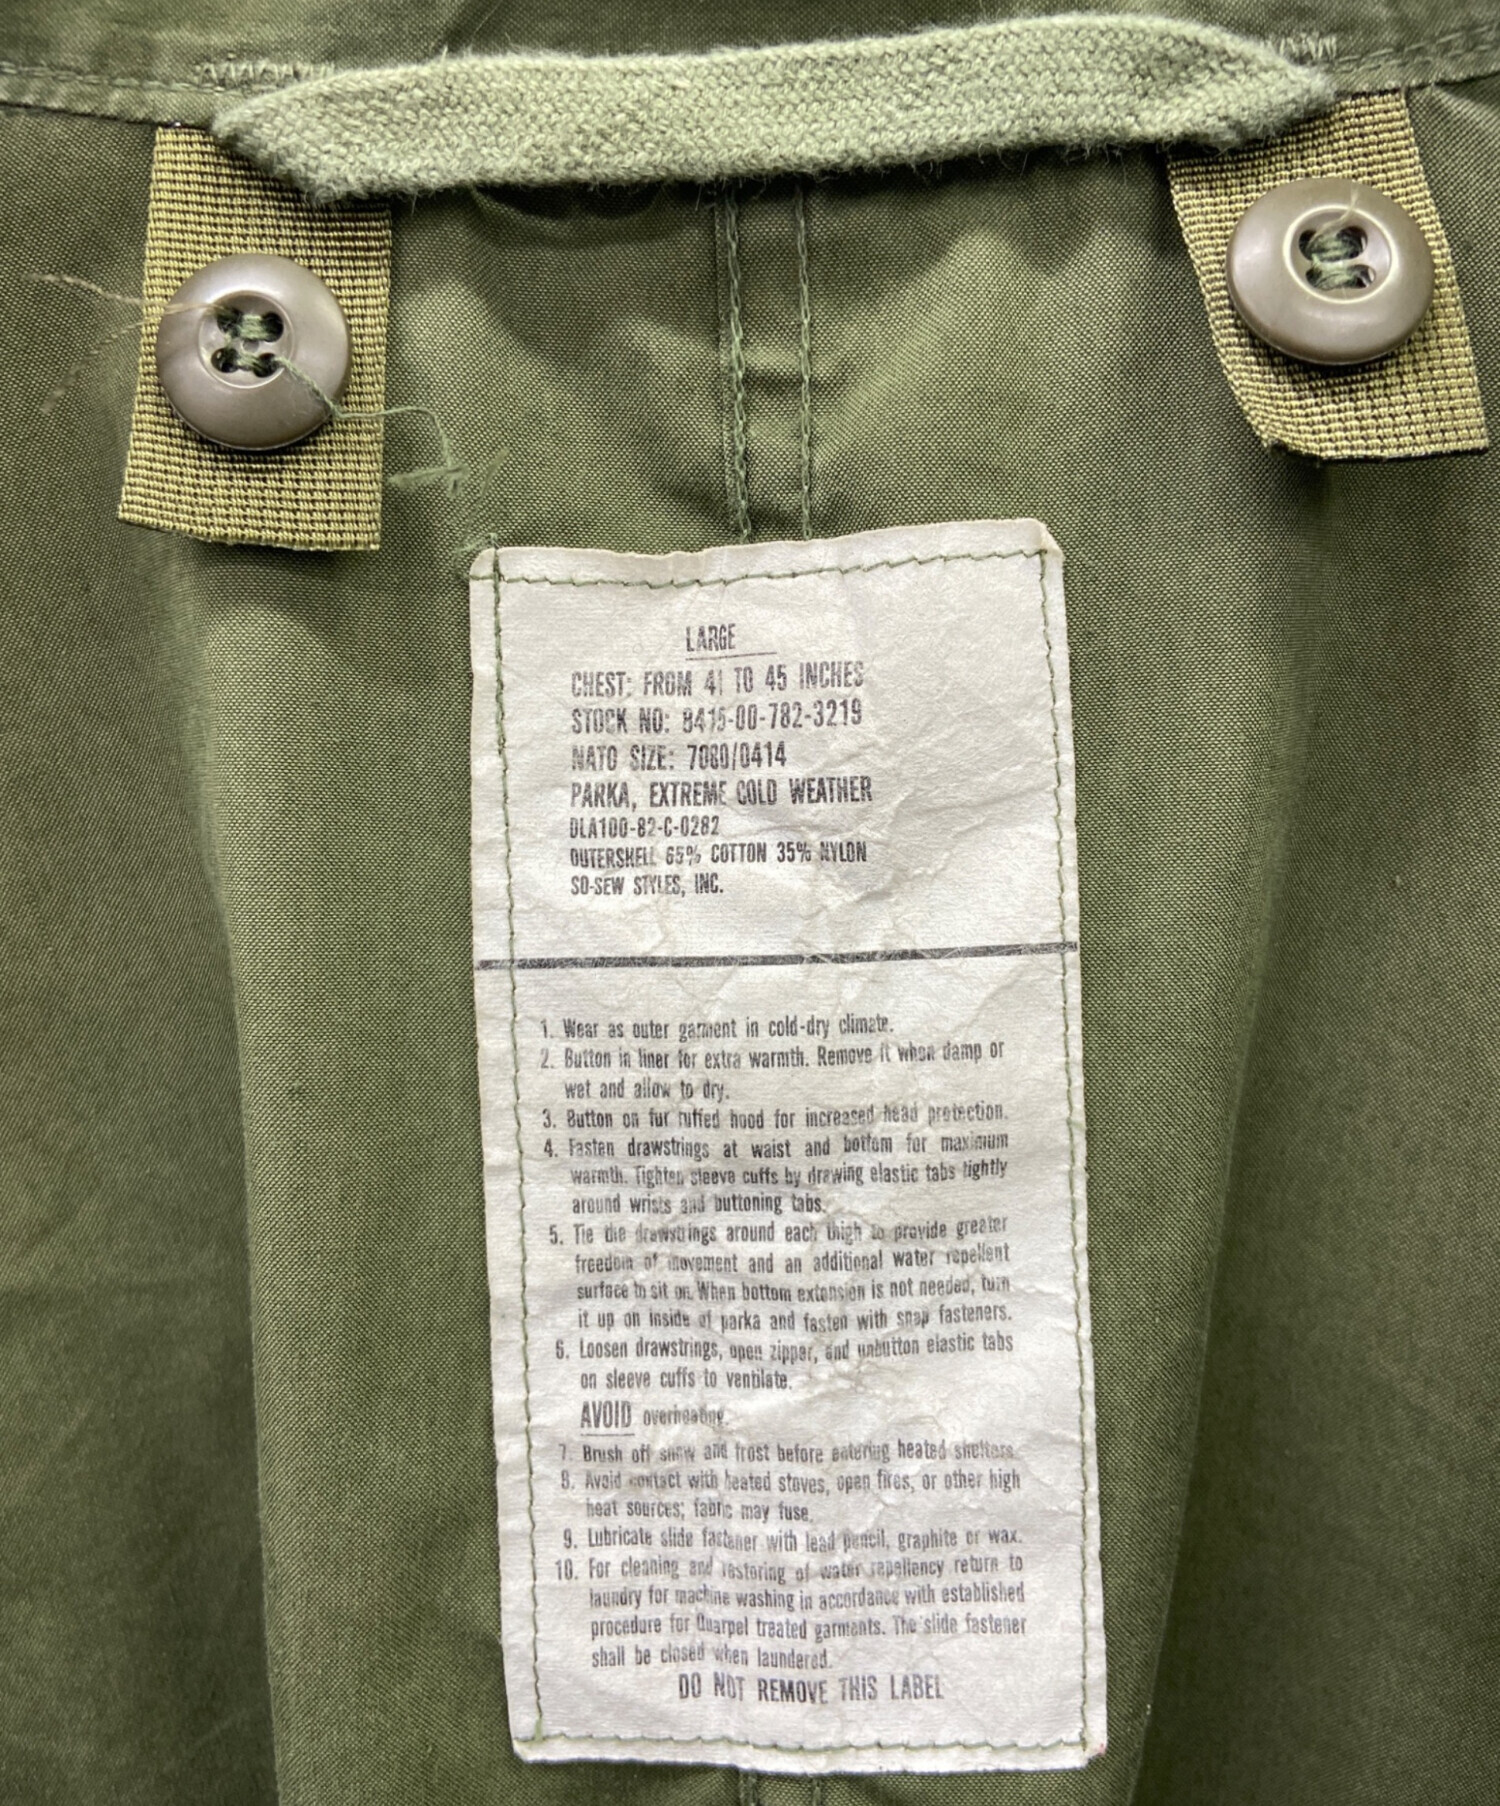 LARGE
CHEST: FROM 41 TO 45 INCHES
STOCK NO: 8415-00-782-3219
NATO SIZE: 7080/0414
PARKA, EXTREME COLD WEATHER
DLA100-82-C-0282
OUTERSHELL 65% COTTON 35% NYLON
SO-SEW STYLES, INC.
1. Wear as outer garment in cold-dry climate.
2. Button in liner for extra warmth. Remove it when damp or
wet and allow to dry.
3. Button on fur ruffed hood for increased head protection.
4. Fasten drawstrings at waist and bottom for maximum
warmth. Tighten sleeve cuffs by drawing elastic tabs tightly
around wrists and buttoning tabs.
5. Tie the drawstrings around each thigh to provide greater
freedom of movement and an additional water repellent
surface to sit on. When bottom extension is not needed, turn
it up on inside of parka and fasten with snap fasteners.
6. Loosen drawstrings, open zipper, and unbutton elastic tabs
on sleeve cuffs to ventilate.
AVOID overheating.
7. Brush off snow and frost before entering heated shelters.
8. Avoid contact with heated stoves, open fires, or other high
heat sources; fabric may fuse.
9. Lubricate slide fastener with lead pencil, graphite or wax.
10. For cleaning and restoring of water repellency return to
laundry for machine washing in accordance with established
procedure for Quarpel treated garments. The slide fastener
shall be closed when laundered.
DO NOT REMOVE THIS LABEL